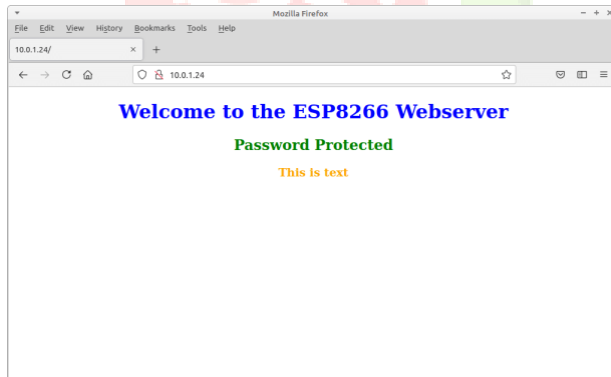 Mozilla Firefox
File Edit View History Bookmarks Tools Help
10.0.1.24/
10.0.1.24
Welcome to the ESP8266 Webserver
Password Protected
This is text